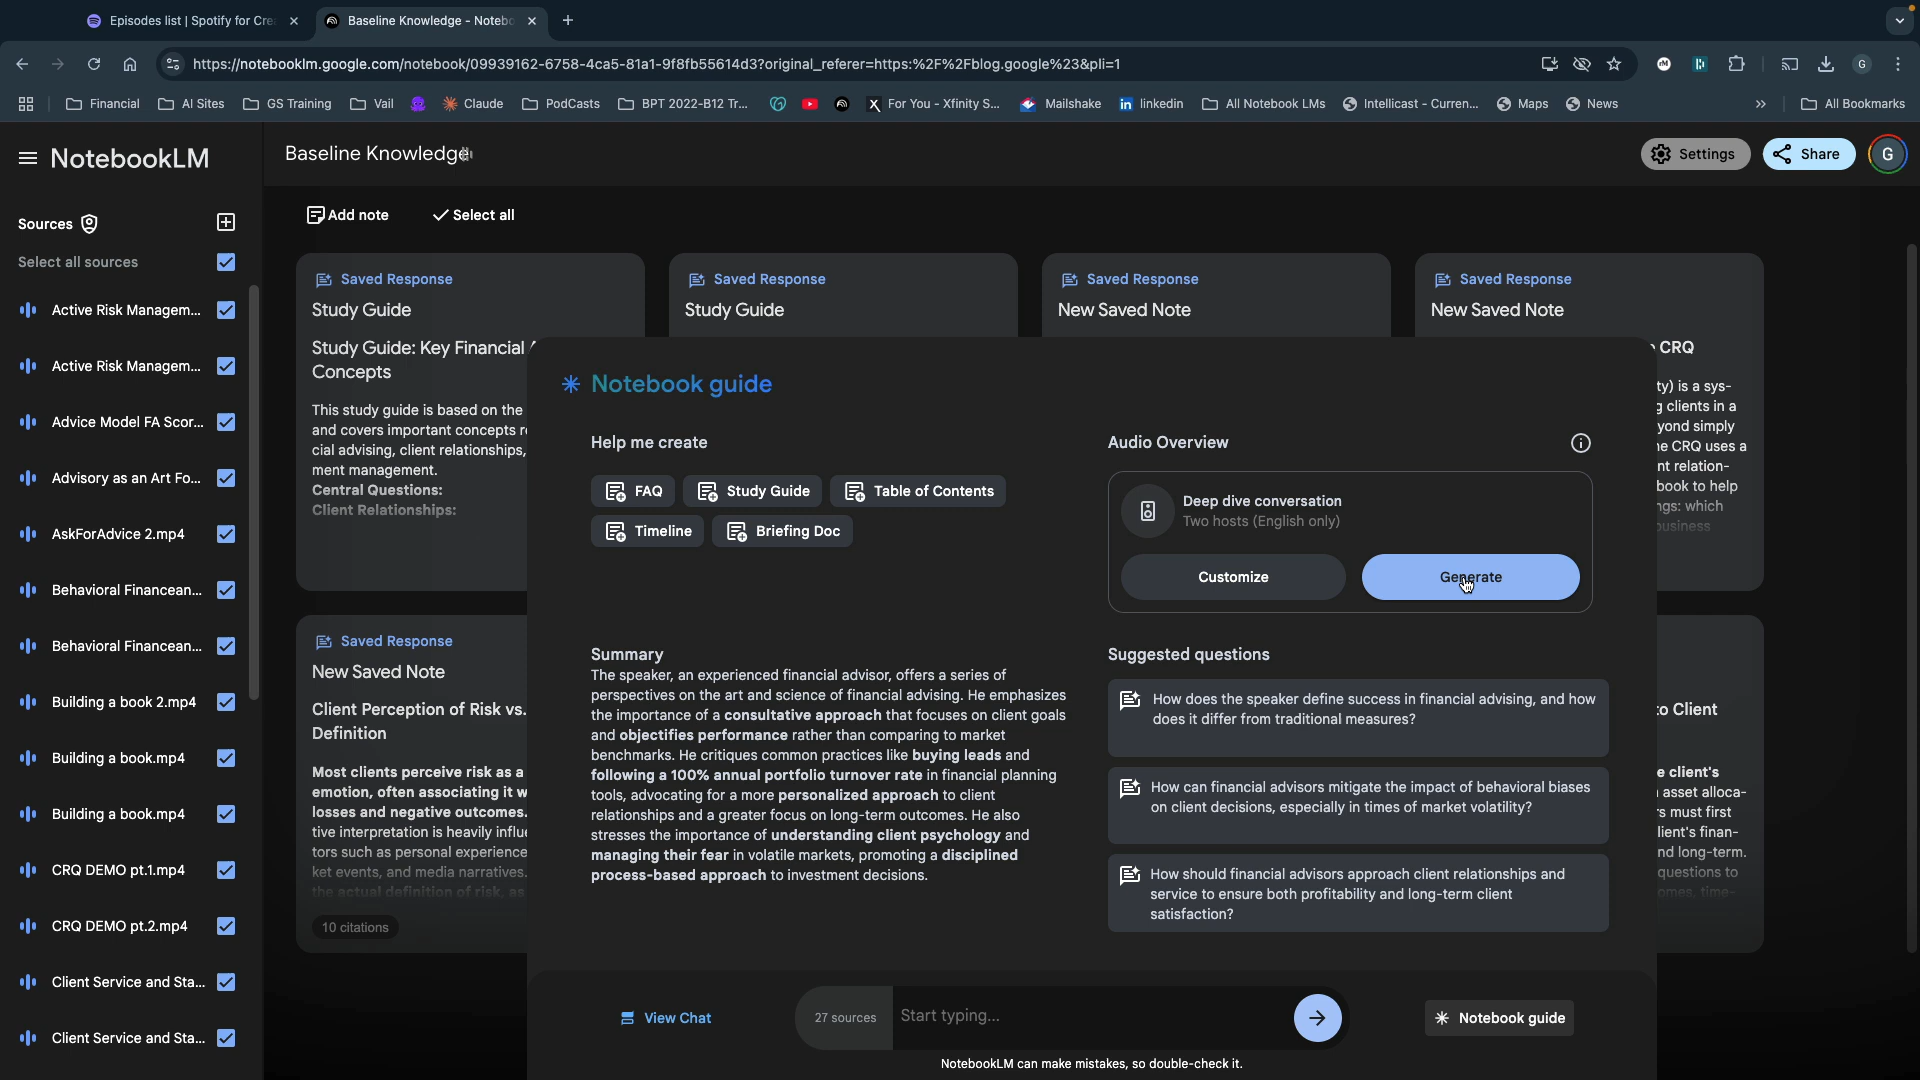 Episodes list | Spotify for Cre
Baseline Knowledge - Notebo
https://notebooklm.google.com/notebook/09939162-6758-4ca5-81a1-9f8fb55614d3?original_referer=https:%2F%2Fblog.google%23&pli=1
G
Financial
AI Sites
GS Training
Vail
Claude
PodCasts
BPT 2022-B12 Tr...
For You - Xfinity S...
Mailshake
linkedin
All Notebook LMs
Intellicast - Curren...
Maps
News
»
All Bookmarks
NotebookLM
Baseline Knowledge
Settings
Share
G
Sources
Select all sources
Active Risk Managem...
Active Risk Managem...
Advice Model FA Scor...
Advisory as an Art Fo...
AskForAdvice 2.mp4
Behavioral Financean...
Behavioral Financean...
Building a book 2.mp4
Building a book.mp4
Building a book.mp4
CRQ DEMO pt.1.mp4
CRQ DEMO pt.2.mp4
Client Service and Sta...
Client Service and Sta...
Add note
Select all
Saved Response
Study Guide
Study Guide: Key Financial
Concepts
This study guide is based on the
and covers important concepts
cial advising, client relationships,
ment management.
Central Questions:
Client Relationships:
Saved Response
Study Guide
Saved Response
New Saved Note
Saved Response
New Saved Note
CRQ
ty) is a sys-
g clients in a
yond simply
CRQ uses a
nt relation-
book to help
ngs: which
business
Saved Response
New Saved Note
Client Perception of Risk vs.
Definition
Most clients perceive risk as a
emotion, often associating it w
losses and negative outcomes.
tive interpretation is heavily influe
tors such as personal experience
ket events, and media narratives.
the actual definition of risk, as
10 citations
o Client
e client's
asset alloca-
s must first
lient's finan-
nd long-term.
questions to
omes, time-
Notebook guide
Help me create
FAQ
Study Guide
Table of Contents
Timeline
Briefing Doc
Audio Overview
Deep dive conversation
Two hosts (English only)
Customize
Generate
Summary
The speaker, an experienced financial advisor, offers a series of
perspectives on the art and science of financial advising. He emphasizes
the importance of a consultative approach that focuses on client goals
and objectifies performance rather than comparing to market
benchmarks. He critiques common practices like buying leads and
following a 100% annual portfolio turnover rate in financial planning
tools, advocating for a more personalized approach to client
relationships and a greater focus on long-term outcomes. He also
stresses the importance of understanding client psychology and
managing their fear in volatile markets, promoting a disciplined
process-based approach to investment decisions.
Suggested questions
How does the speaker define success in financial advising, and how
does it differ from traditional measures?
How can financial advisors mitigate the impact of behavioral biases
on client decisions, especially in times of market volatility?
How should financial advisors approach client relationships and
service to ensure both profitability and long-term client
satisfaction?
View Chat
27 sources
Start typing...
Notebook guide
NotebookLM can make mistakes, so double-check it.